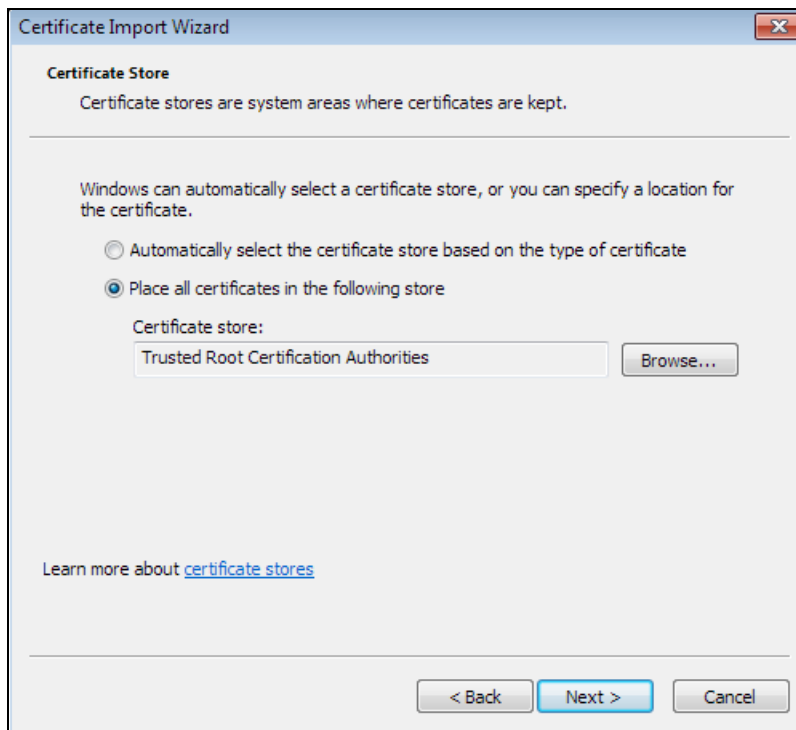 Certificate Import Wizard
Certificate Store
Certificate stores are system areas where certificates are kept.
Windows can automatically select a certificate store, or you can specify a location for
the certificate.
Automatically select the certificate store based on the type of certificate
Place all certificates in the following store
Certificate store:
Trusted Root Certification Authorities
Browse...
Learn more about certificate stores
< Back
Next >
Cancel